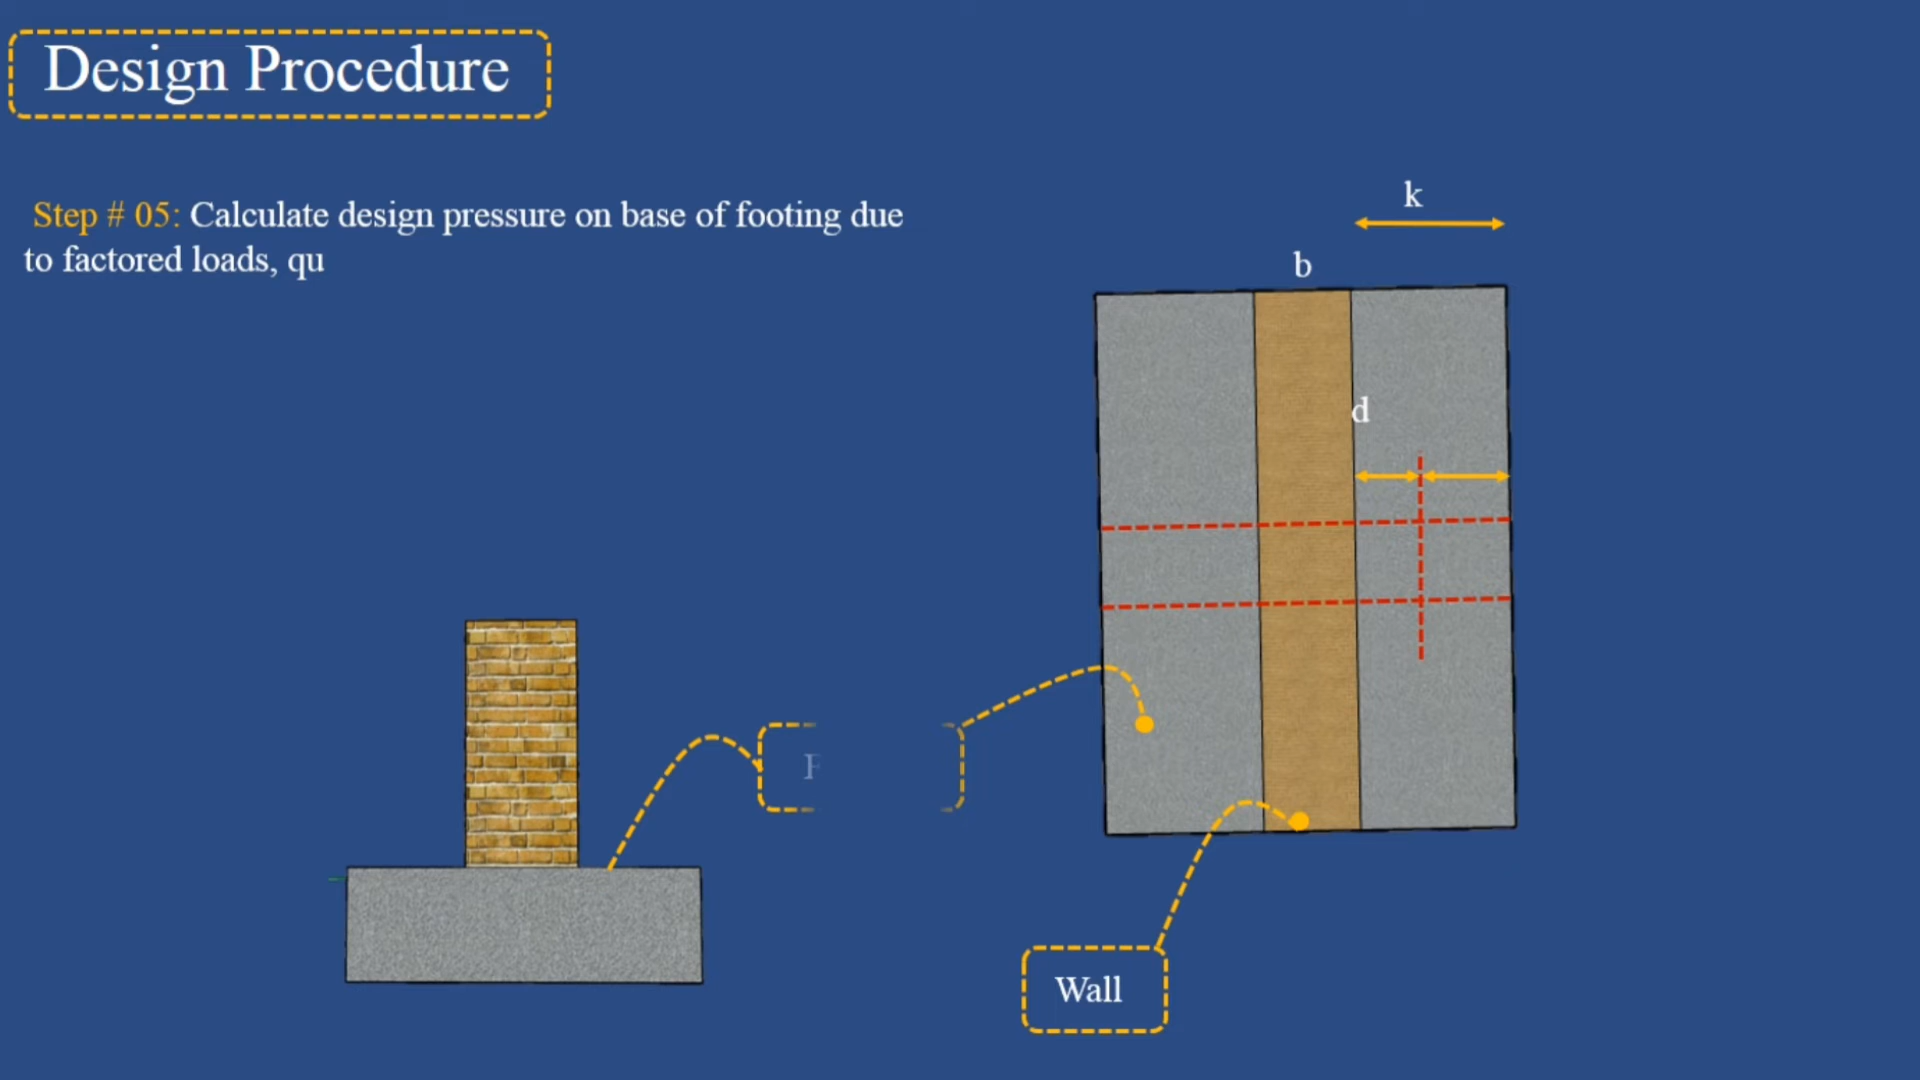 Design Procedure
Step # 05: Calculate design pressure on base of footing due
to factored loads, qu
k
b
d
Wall